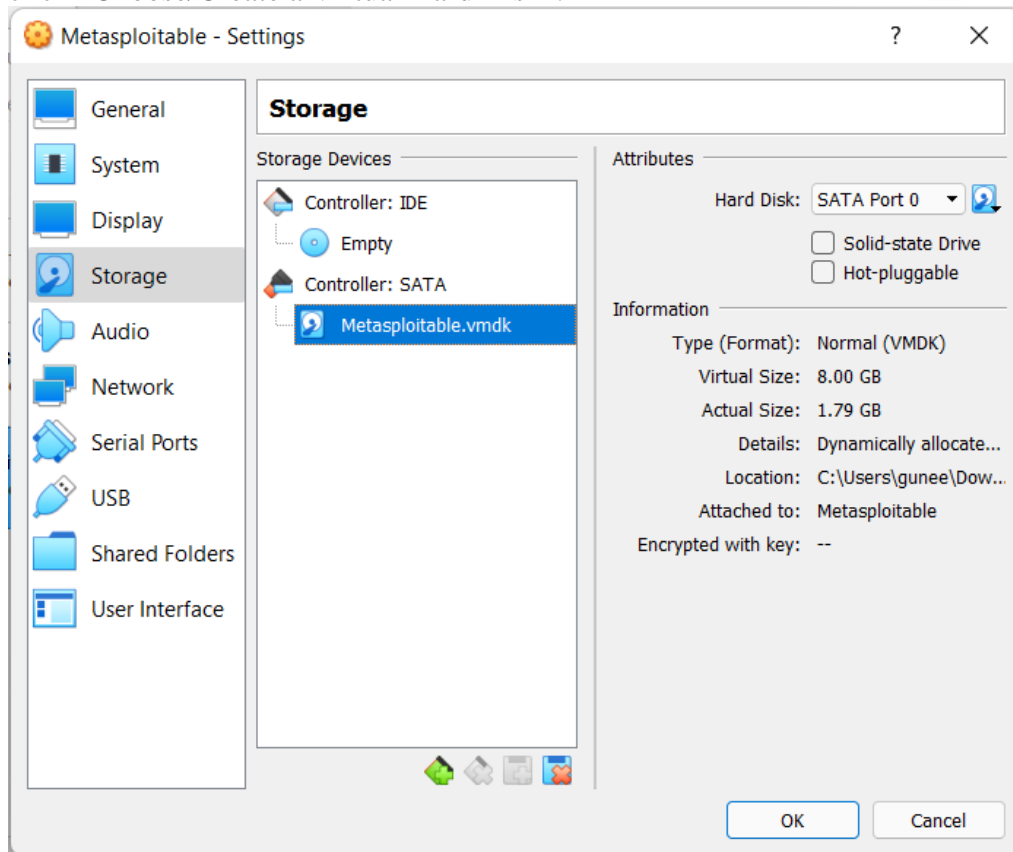 Metasploitable - Settings
?
General
System
Display
Storage
Audio
Network
Serial Ports
USB
Shared Folders
User Interface
Storage
Storage Devices
Controller: IDE
Empty
Controller: SATA
Metasploitable.vmdk
Attributes
Hard Disk: SATA Port 0
Solid-state Drive
Hot-pluggable
Information
Type (Format): Normal (VMDK)
Virtual Size: 8.00 GB
Actual Size: 1.79 GB
Details: Dynamically allocate...
Location: C:\Users\gunee\Dow...
Attached to: Metasploitable
Encrypted with key: --
OK
Cancel